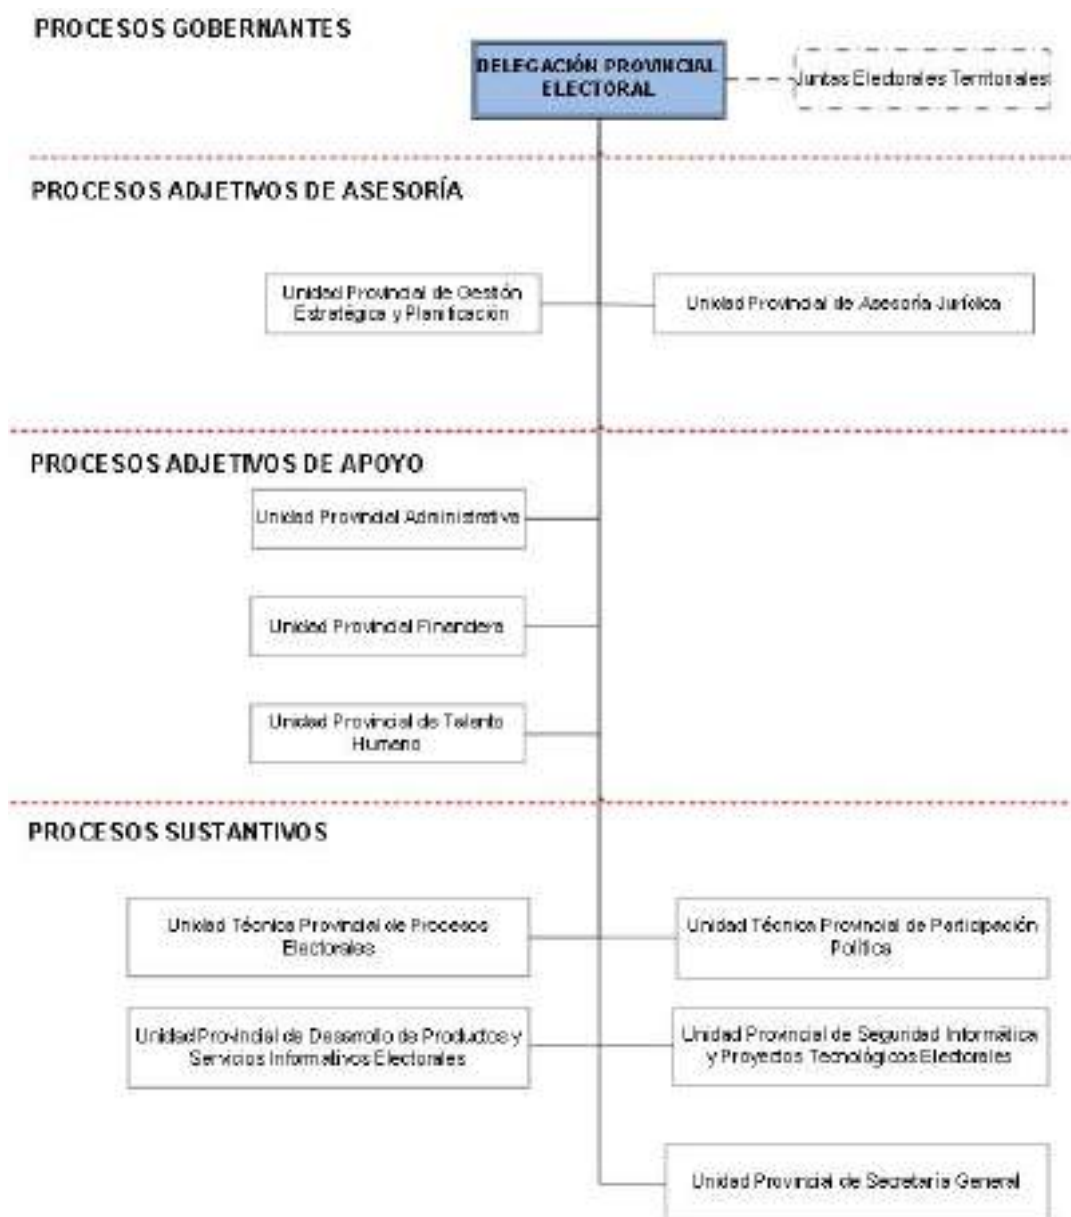 PROCESOS GOBERNANTES
DELEGACIÓN PROVINCIAL
ELECTORAL
Juntas Electorales Territoriales
PROCESOS ADJETIVOS DE ASESORÍA
Unidad Provincial de Gestión
Estratégica y Planificación
Unidad Provincial de Asesoría Jurídica
PROCESOS ADJETIVOS DE APOYO
Unidad Provincial Administrativa
Unidad Provincial Financiera
Unidad Provincial de Talento
Humano
PROCESOS SUSTANTIVOS
Unidad Técnica Provincial de Procesos
Electorales
Unidad Técnica Provincial de Participación
Política
Unidad Provincial de Desarrollo de Productos y
Servicios Informativos Electorales
Unidad Provincial de Seguridad Informática
y Proyectos Tecnológicos Electorales
Unidad Provincial de Secretaría General